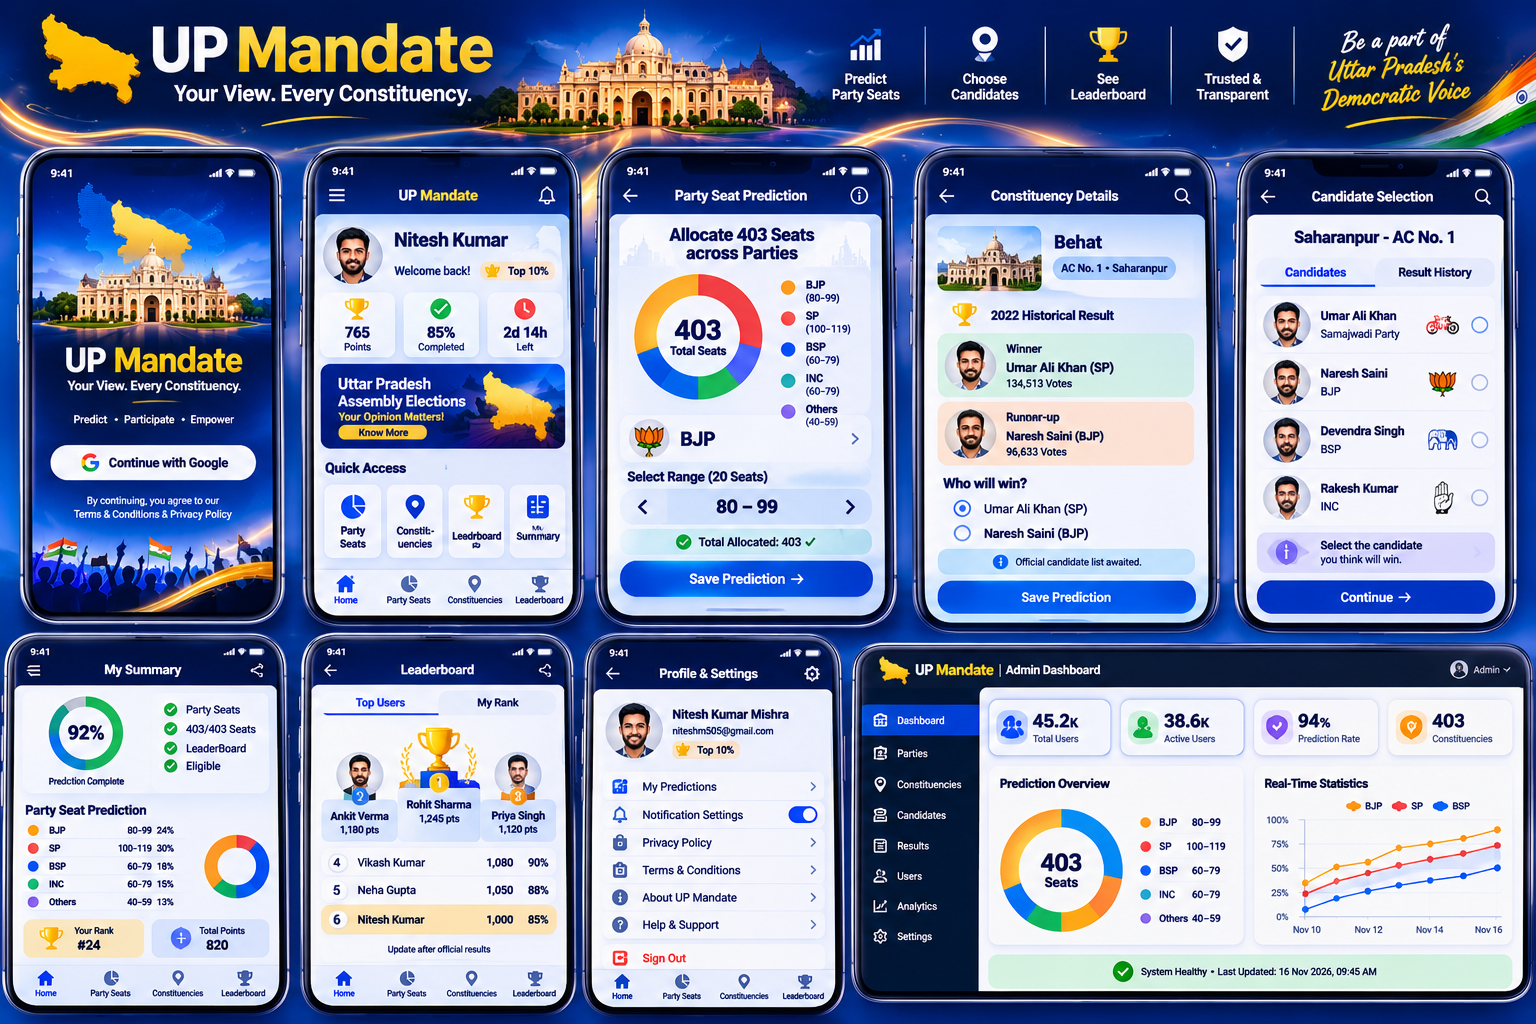 UP Mandate
Your View. Every Constituency.
Predict
Party Seats
Choose
Candidates
See
Leaderboard
Trusted &
Transparent
Be a part of
Uttar Pradesh's
Democratic Voice
9:41
UP Mandate
Your View. Every Constituency.
Predict • Participate • Empower
Continue with Google
By continuing, you agree to our
Terms & Conditions & Privacy Policy
9:41
UP Mandate
Nitesh Kumar
Welcome back!
Top 10%
765
Points
85%
Completed
2d 14h
Left
Uttar Pradesh
Assembly Elections
Your Opinion Matters!
Know More
Quick Access
Party
Seats
Constit:-
uencies
Leadrboard
Summary
Home
Party Seats
Constituencies
Leaderboard
9:41
Party Seat Prediction
Allocate 403 Seats
across Parties
403
Total Seats
BJP
(80–99)
SP
(100–119)
BSP
(60–79)
INC
(60–79)
Others
(40–59)
BJP
Select Range (20 Seats)
80 – 99
Total Allocated: 403 ✓
Save Prediction →
9:41
Constituency Details
Behat
AC No. 1 • Saharanpur
2022 Historical Result
Winner
Umar Ali Khan (SP)
134,513 Votes
Runner-up
Naresh Saini (BJP)
96,633 Votes
Who will win?
Umar Ali Khan (SP)
Naresh Saini (BJP)
Official candidate list awaited.
Save Prediction
9:41
Candidate Selection
Saharanpur - AC No. 1
Candidates
Result History
Umar Ali Khan
Samajwadi Party
Naresh Saini
BJP
Devendra Singh
BSP
Rakesh Kumar
INC
Select the candidate
you think will win.
Continue →
9:41
My Summary
92%
Prediction Complete
Party Seats
403/403 Seats
LeaderBoard
Eligible
Party Seat Prediction
BJP 80-99 24%
SP 100-119 30%
BSP 60-79 18%
INC 60-79 15%
Others 40-59 13%
Your Rank
#24
Total Points
820
Home
Party Seats
Constituencies
Leaderboard
9:41
Leaderboard
Top Users
My Rank
1
2
3
Ankit Verma
1,180 pts
Rohit Sharma
1,245 pts
Priya Singh
1,120 pts
4 Vikash Kumar 1,080 90%
5 Neha Gupta 1,050 88%
6 Nitesh Kumar 1,000 85%
Update after official results
Home
Party Seats
Constituencies
Leaderboard
9:41
Profile & Settings
Nitesh Kumar Mishra
niteshm505@gmail.com
Top 10%
My Predictions
Notification Settings
Privacy Policy
Terms & Conditions
About UP Mandate
Help & Support
Sign Out
Home
Party Seats
Constituencies
Leaderboard
UP Mandate | Admin Dashboard
Admin
Dashboard
Parties
Constituencies
Candidates
Results
Users
Analytics
Settings
45.2K
Total Users
38.6K
Active Users
94%
Prediction Rate
403
Constituencies
Prediction Overview
403
Seats
BJP 80–99
SP 100–119
BSP 60–79
INC 60–79
Others 40–59
Real-Time Statistics
BJP SP BSP
100%
75%
50%
25%
0%
Nov 10 Nov 12 Nov 14 Nov 16
System Healthy • Last Updated: 16 Nov 2026, 09:45 AM